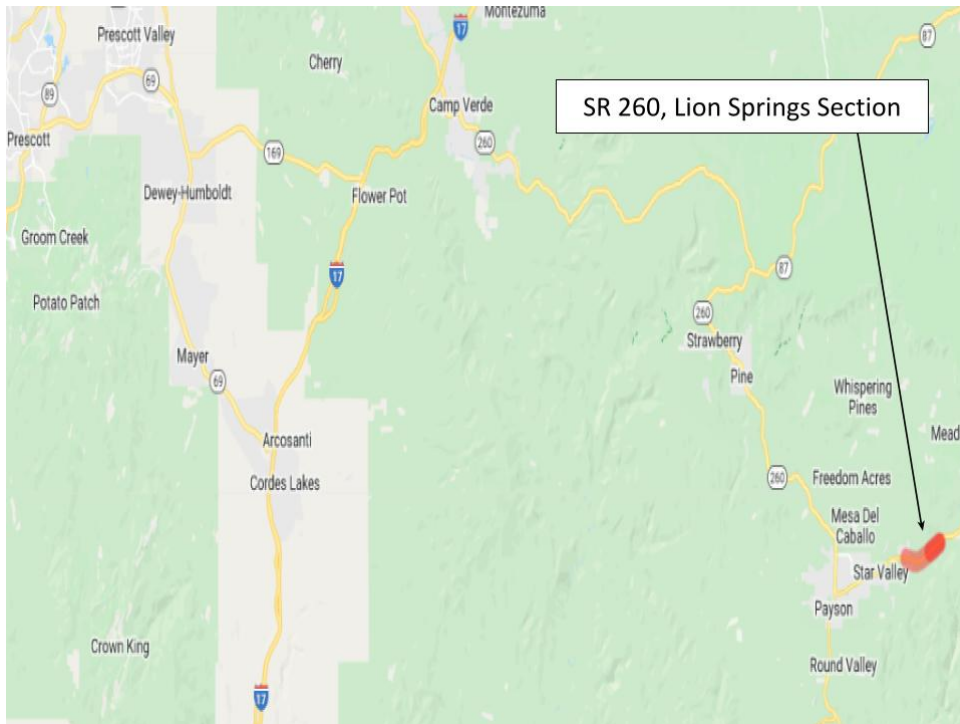 Montezuma
Prescott Valley
17
87
Cherry
69
89
Camp Verde
SR 260, Lion Springs Section
Prescott
260
169
Dewey-Humboldt
Flower Pot
Groom Creek
17
87
Potato Patch
260
Strawberry
Mayer
Pine
69
Whispering
Pines
Mead
Arcosanti
Cordes Lakes
260
Freedom Acres
Mesa Del
Caballo
Star Valley
Payson
Crown King
Round Valley
17